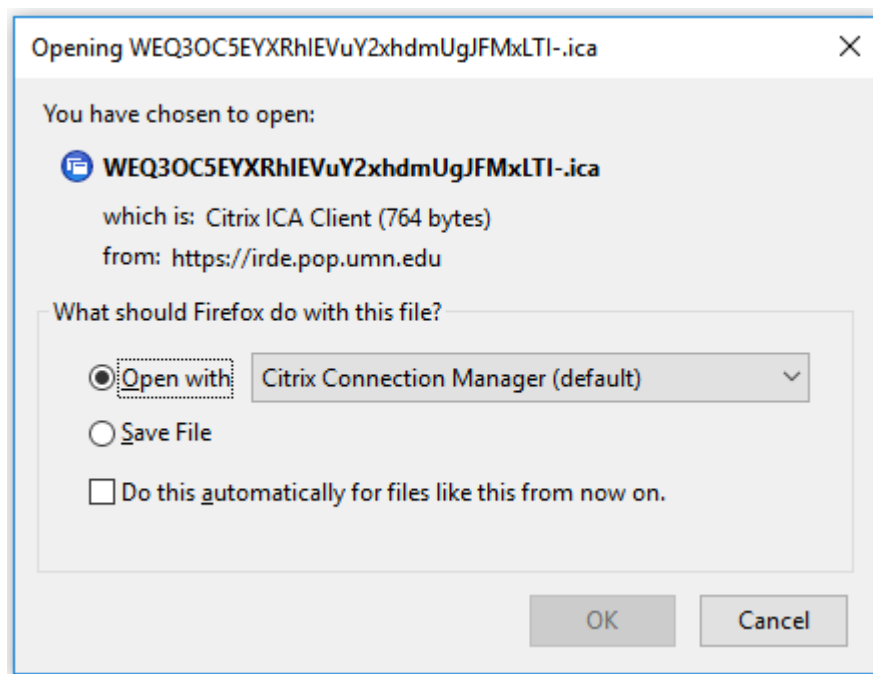 Opening WEQ3OC5EYXRhIEVuY2xhdmUgJFMxLTI-.ica
You have chosen to open:
WEQ3OC5EYXRhIEVuY2xhdmUgJFMxLTI-.ica
which is: Citrix ICA Client (764 bytes)
from: https://irde.pop.umn.edu
What should Firefox do with this file?
Open with Citrix Connection Manager (default)
Save File
Do this automatically for files like this from now on.
OK Cancel